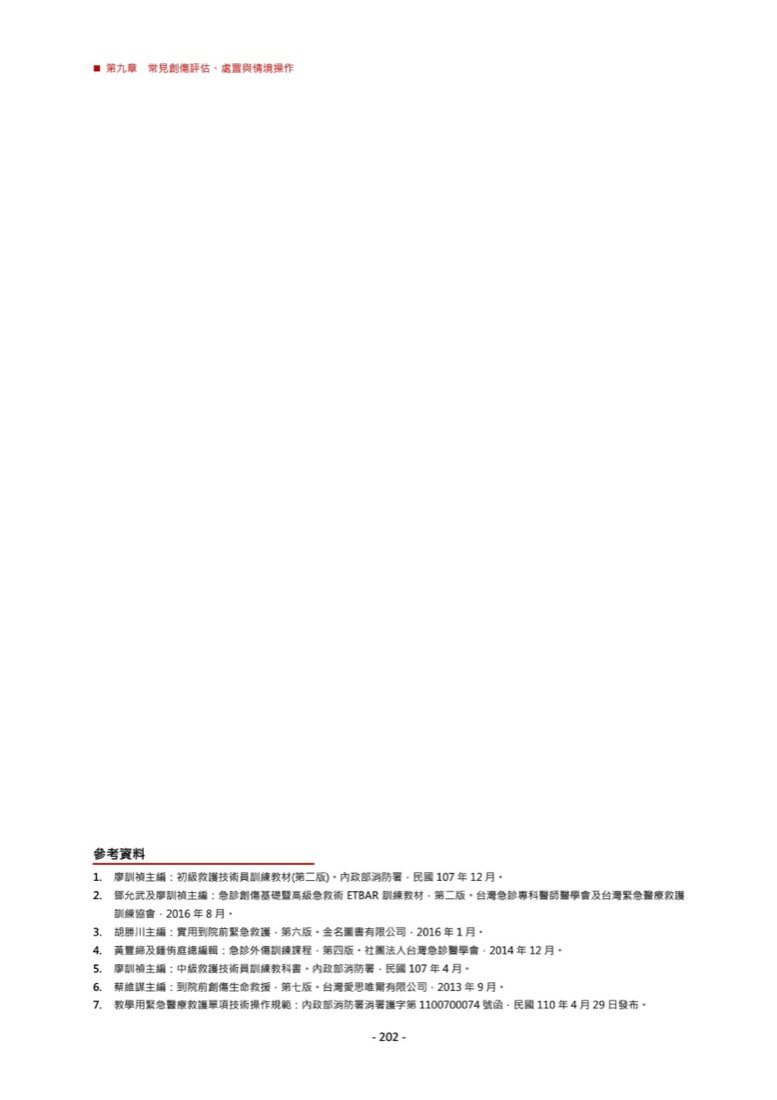 ■ 第九章 常見創傷評估、處置與情境操作
參考資料
1. 廖訓禎主編：初級救護技術員訓練教材(第二版)。內政部消防署，民國 107 年 12 月。
2. 鄧允武及廖訓禎主編：急診創傷基礎暨高級急救術 ETBAR 訓練教材，第二版。台灣急診專科醫師醫學會及台灣緊急醫療救護
訓練協會，2016 年 8 月。
3. 胡勝川主編：實用到院前緊急救護，第六版。金名圖書有限公司，2016 年 1 月。
4. 黃豐締及鍾侑庭總編輯：急診外傷訓練課程，第四版。社團法人台灣急診醫學會，2014 年 12 月。
5. 廖訓禎主編：中級救護技術員訓練教科書。內政部消防署，民國 107 年 4 月。
6. 蔡維謀主編：到院前創傷生命救援，第七版。台灣愛思唯爾有限公司，2013 年 9 月。
7. 教學用緊急醫療救護單項技術操作規範：內政部消防署消署護字第 1100700074 號函，民國 110 年 4 月 29 日發布。
- 202 -